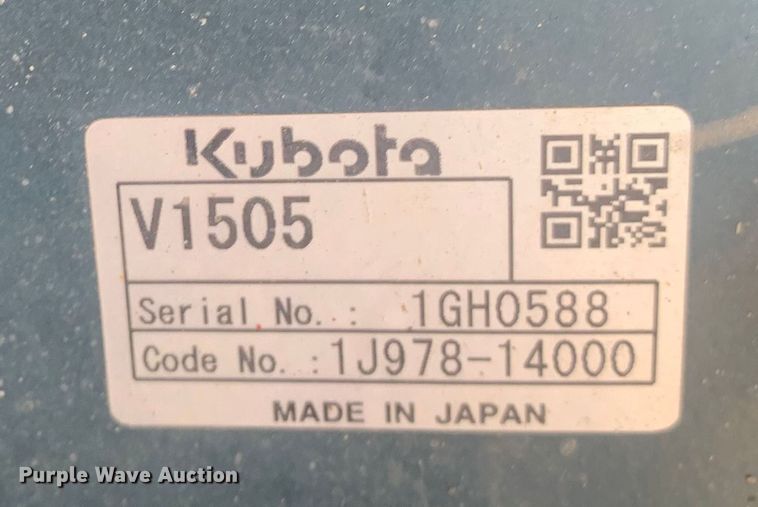 Kubota
V1505
Serial No. : 1GH0588
Code No. : 1J978-14000
MADE IN JAPAN
Purple Wave Auction